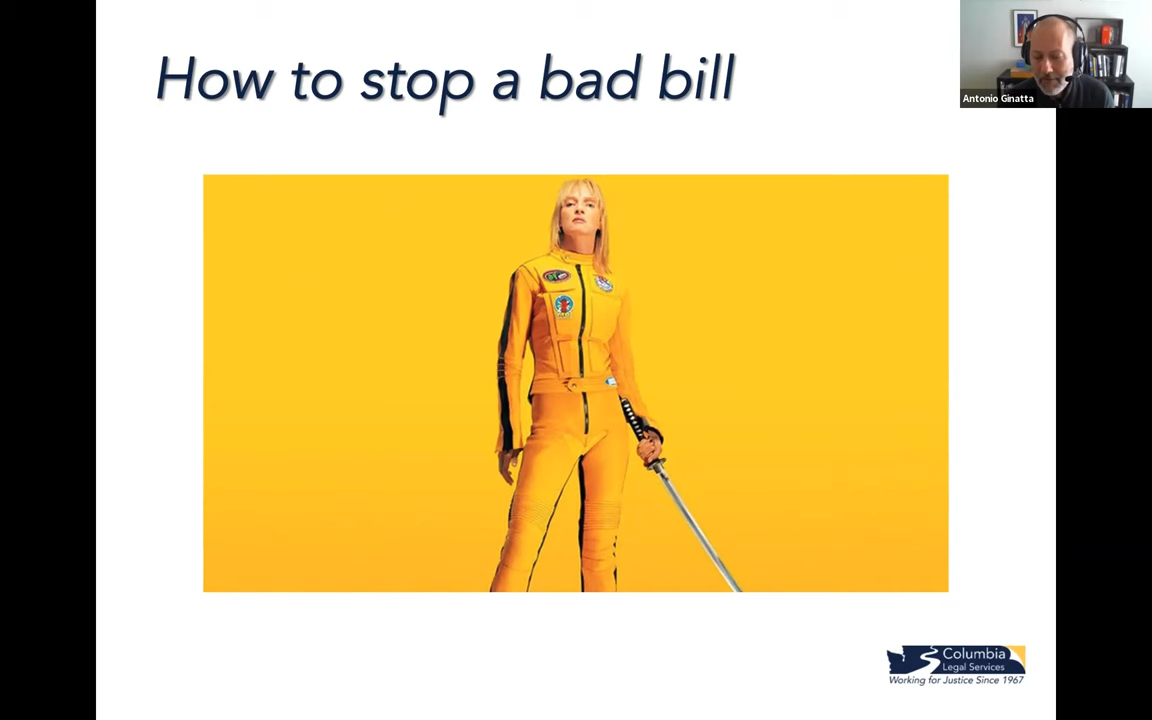 How to stop a bad bill
Antonio Ginatta
Columbia
Legal Services
Working for Justice Since 1967